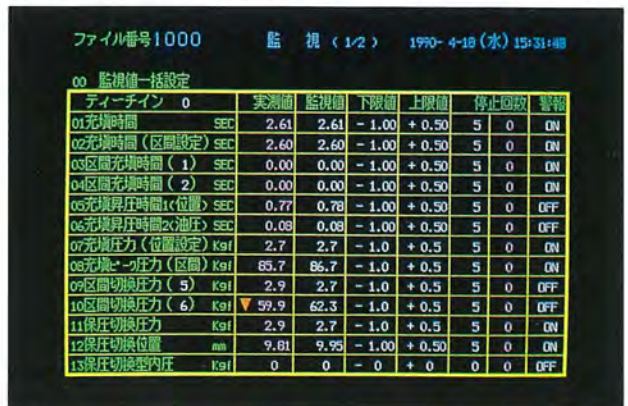 ファイル番号1000 監 視 (1/2) 1990- 4-18(水) 15:31:48
00 監視値一括設定
ティーチイン 0 実測値 監視値 下限値 上限値 停止回数 警報
01充填時間 SEC 2.61 2.61 - 1.00 + 0.50 5 0 ON
02充填時間(区間設定) SEC 2.60 2.60 - 1.00 + 0.50 5 0 ON
03区間充填時間( 1) SEC 0.00 0.00 - 1.00 + 0.50 5 0 ON
04区間充填時間( 2) SEC 0.00 0.00 - 1.00 + 0.50 5 0 ON
05充填昇圧時間1(位置) SEC 0.77 0.78 - 1.00 + 0.50 5 0 OFF
06充填昇圧時間2(油圧) SEC 0.08 0.08 - 1.00 + 0.50 5 0 OFF
07充填圧力(位置設定) Kgf 2.7 2.7 - 1.0 + 0.5 5 0 ON
08充填ピーク圧力(区間) Kgf 85.7 86.7 - 1.0 + 0.5 5 0 ON
09区間切換圧力( 5) Kgf 2.9 2.7 - 1.0 + 0.5 5 0 OFF
10区間切換圧力( 6) Kgf ▼ 59.9 62.3 - 1.0 + 0.5 5 0 OFF
11保圧切換圧力 Kgf 2.9 2.7 - 1.0 + 0.5 5 0 ON
12保圧切換位置 mm 9.81 9.95 - 1.00 + 0.50 5 0 ON
13保圧切換型内圧 Kgf 0 0 - 0 + 0 0 0 OFF